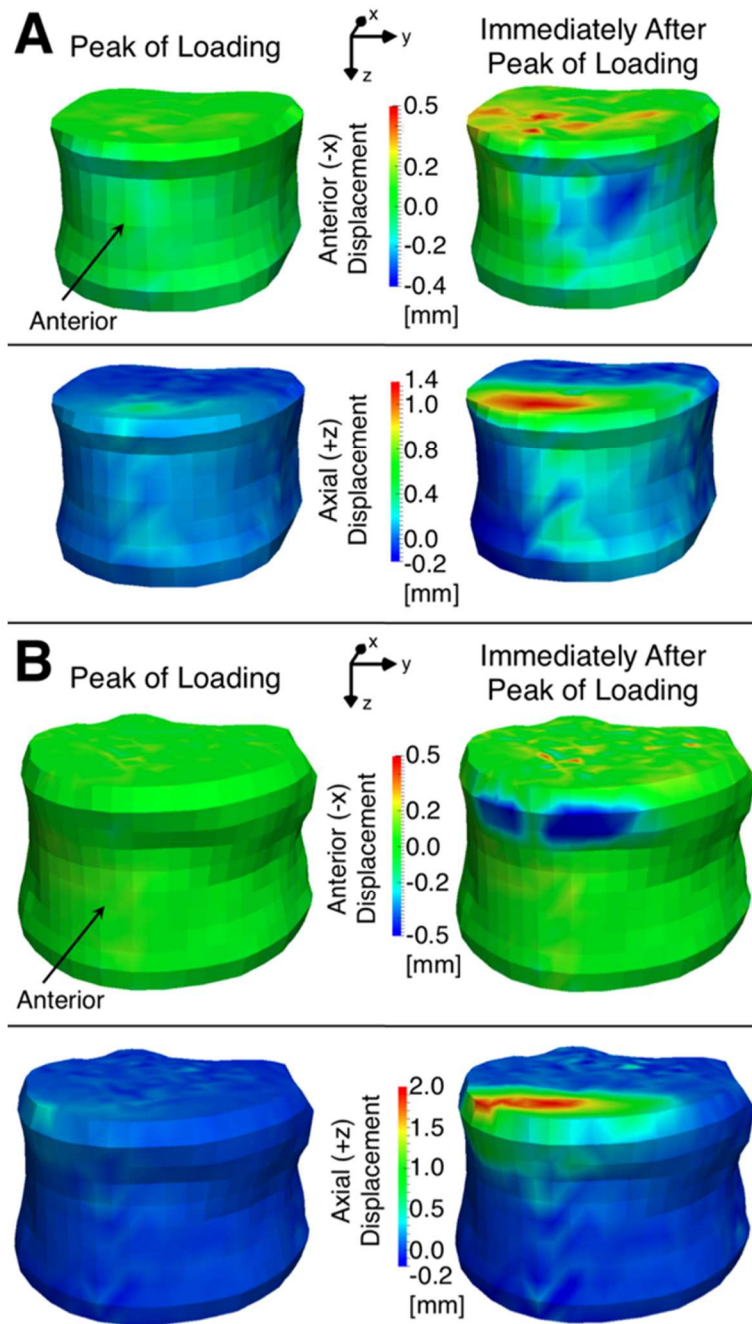 A
Peak of Loading
x
y
z
Immediately After
Peak of Loading
Anterior
Anterior (-x)
Displacement
0.5
0.2
0.0
-0.2
-0.4
[mm]
Axial (+z)
Displacement
1.4
1.0
0.8
0.4
0.0
-0.2
[mm]
B
Peak of Loading
x
y
z
Immediately After
Peak of Loading
Anterior
Anterior (-x)
Displacement
0.5
0.2
0.0
-0.2
-0.5
[mm]
Axial (+z)
Displacement
2.0
1.5
1.0
0.5
0.0
-0.2
[mm]